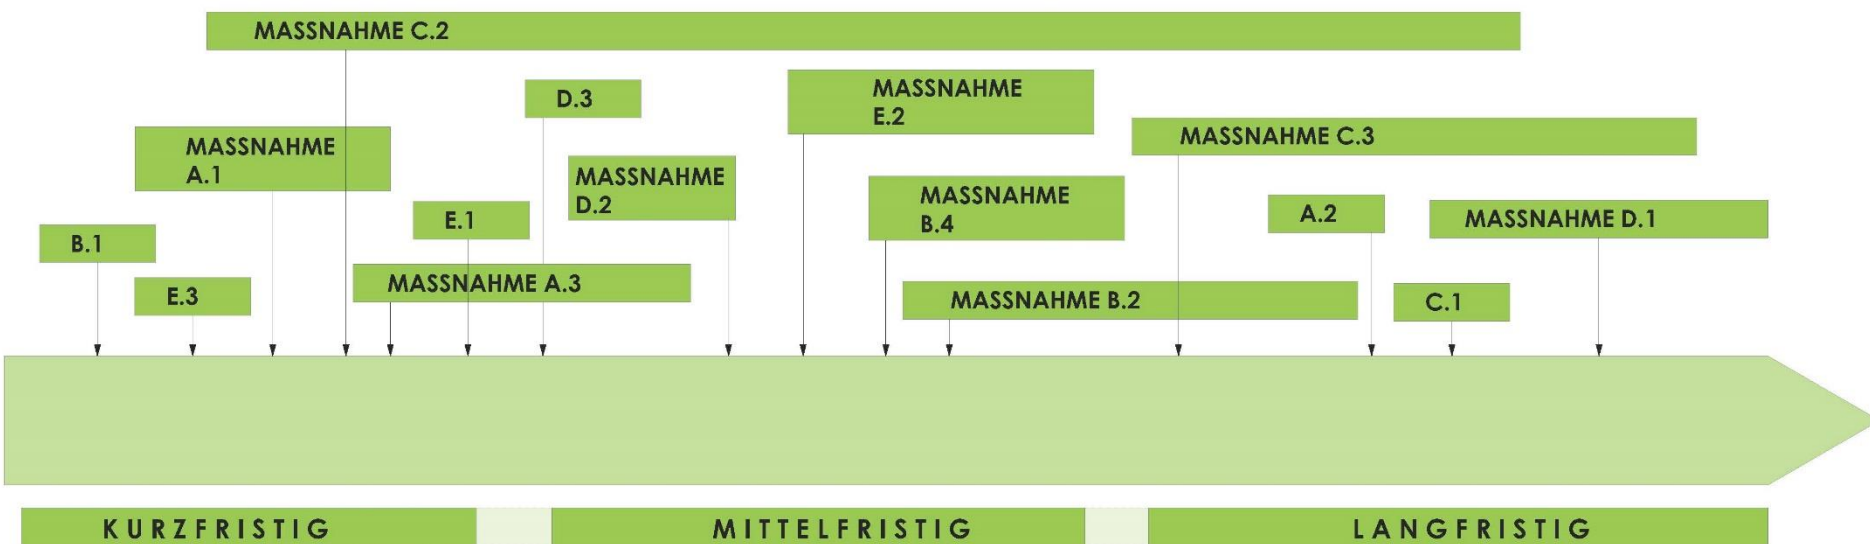 MASSNAHME C.2
D.3
MASSNAHME
E.2
MASSNAHME C.3
MASSNAHME
A.1
MASSNAHME
D.2
MASSNAHME
B.4
E.1
A.2
MASSNAHME D.1
B.1
E.3
MASSNAHME A.3
MASSNAHME B.2
C.1
KURZFRISTIG
MITTELFRISTIG
LANGFRISTIG